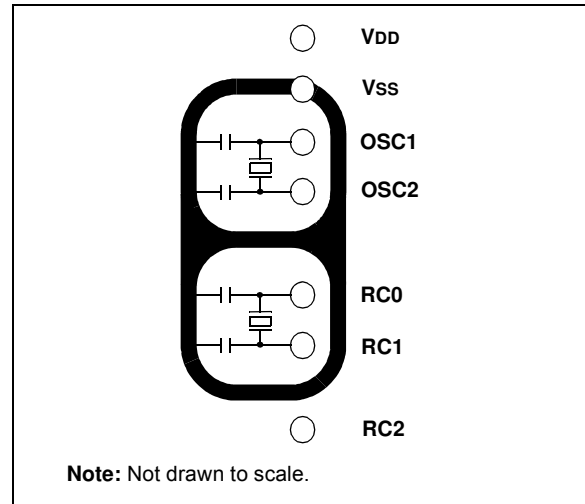 VDD
VSS
OSC1
OSC2
RC0
RC1
RC2
Note: Not drawn to scale.